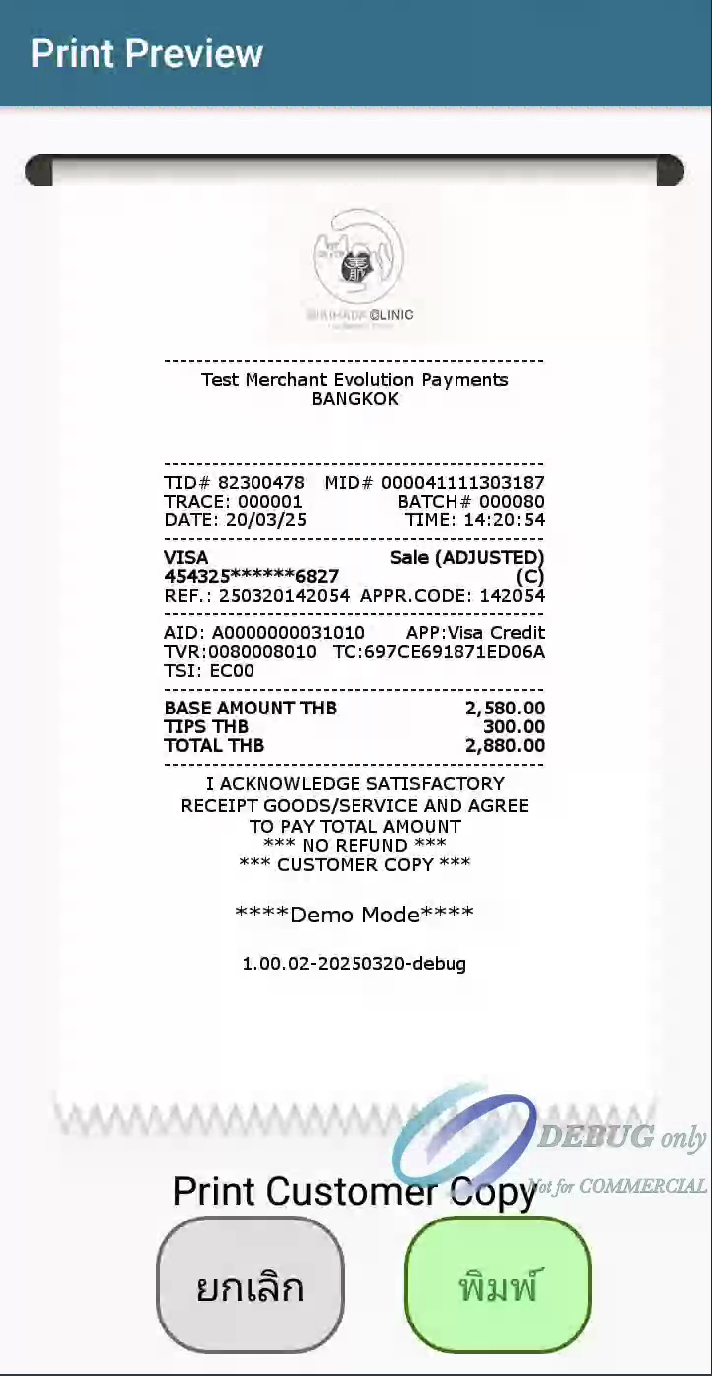 Print Preview
CLINIC
--------------------------------------
Test Merchant Evolution Payments
BANGKOK
--------------------------------------
TID# 82300478 MID# 000041111303187
TRACE: 000001 BATCH# 000080
DATE: 20/03/25 TIME: 14:20:54
--------------------------------------
VISA Sale (ADJUSTED)
454325******6827 (C)
REF.: 250320142054 APPR.CODE: 142054
--------------------------------------
AID: A0000000031010 APP:Visa Credit
TVR:0080008010 TC:697CE691871ED06A
TSI: EC00
--------------------------------------
BASE AMOUNT THB 2,580.00
TIPS THB 300.00
TOTAL THB 2,880.00
--------------------------------------
I ACKNOWLEDGE SATISFACTORY
RECEIPT GOODS/SERVICE AND AGREE
TO PAY TOTAL AMOUNT
*** NO REFUND ***
*** CUSTOMER COPY ***
****Demo Mode****
1.00.02-20250320-debug
DEBUG only
Not for COMMERCIAL
Print Customer Copy
ยกเลิก พิมพ์